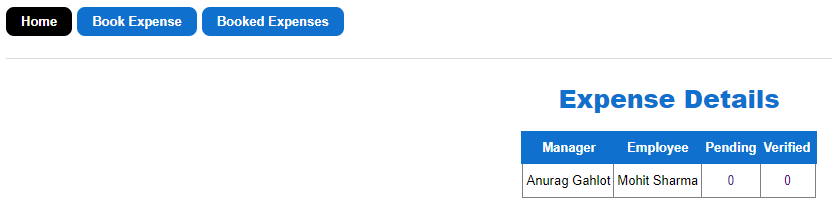 Home Book Expense Booked Expenses
Expense Details
Manager Employee Pending Verified
Anurag Gahlot Mohit Sharma 0 0